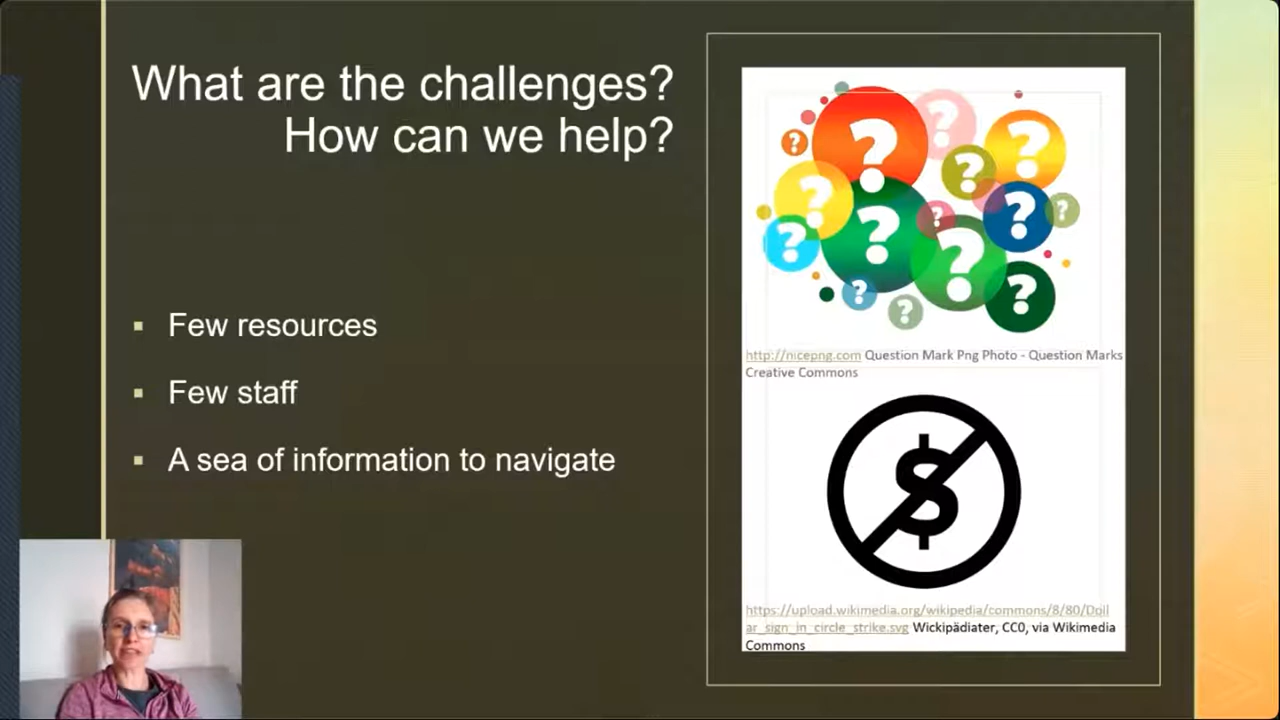 What are the challenges?
How can we help?
▪ Few resources
▪ Few staff
▪ A sea of information to navigate
? ? ? ? ? ? ? ? ? ? ? ? ? ?
http://nicepng.com Question Mark Png Photo - Question Marks
Creative Commons
$
https://upload.wikimedia.org/wikipedia/commons/8/80/Doll
ar_sign_in_circle_strike.svg Wickipädiater, CC0, via Wikimedia
Commons